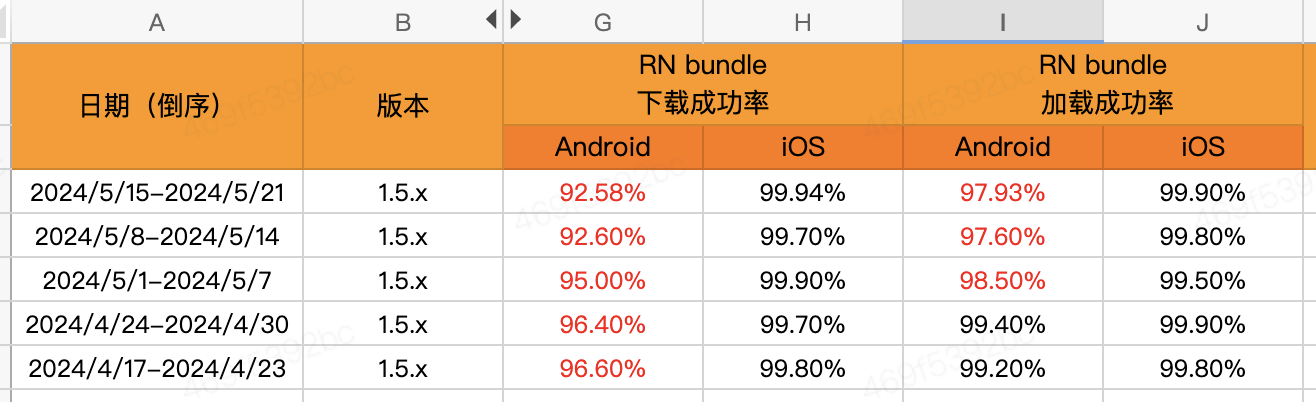 A B G H I J
日期（倒序） 版本 RN bundle 下载成功率 RN bundle 加载成功率
Android iOS Android iOS
2024/5/15-2024/5/21 1.5.x 92.58% 99.94% 97.93% 99.90%
2024/5/8-2024/5/14 1.5.x 92.60% 99.70% 97.60% 99.80%
2024/5/1-2024/5/7 1.5.x 95.00% 99.90% 98.50% 99.50%
2024/4/24-2024/4/30 1.5.x 96.40% 99.70% 99.40% 99.90%
2024/4/17-2024/4/23 1.5.x 96.60% 99.80% 99.20% 99.80%
469f5392bc